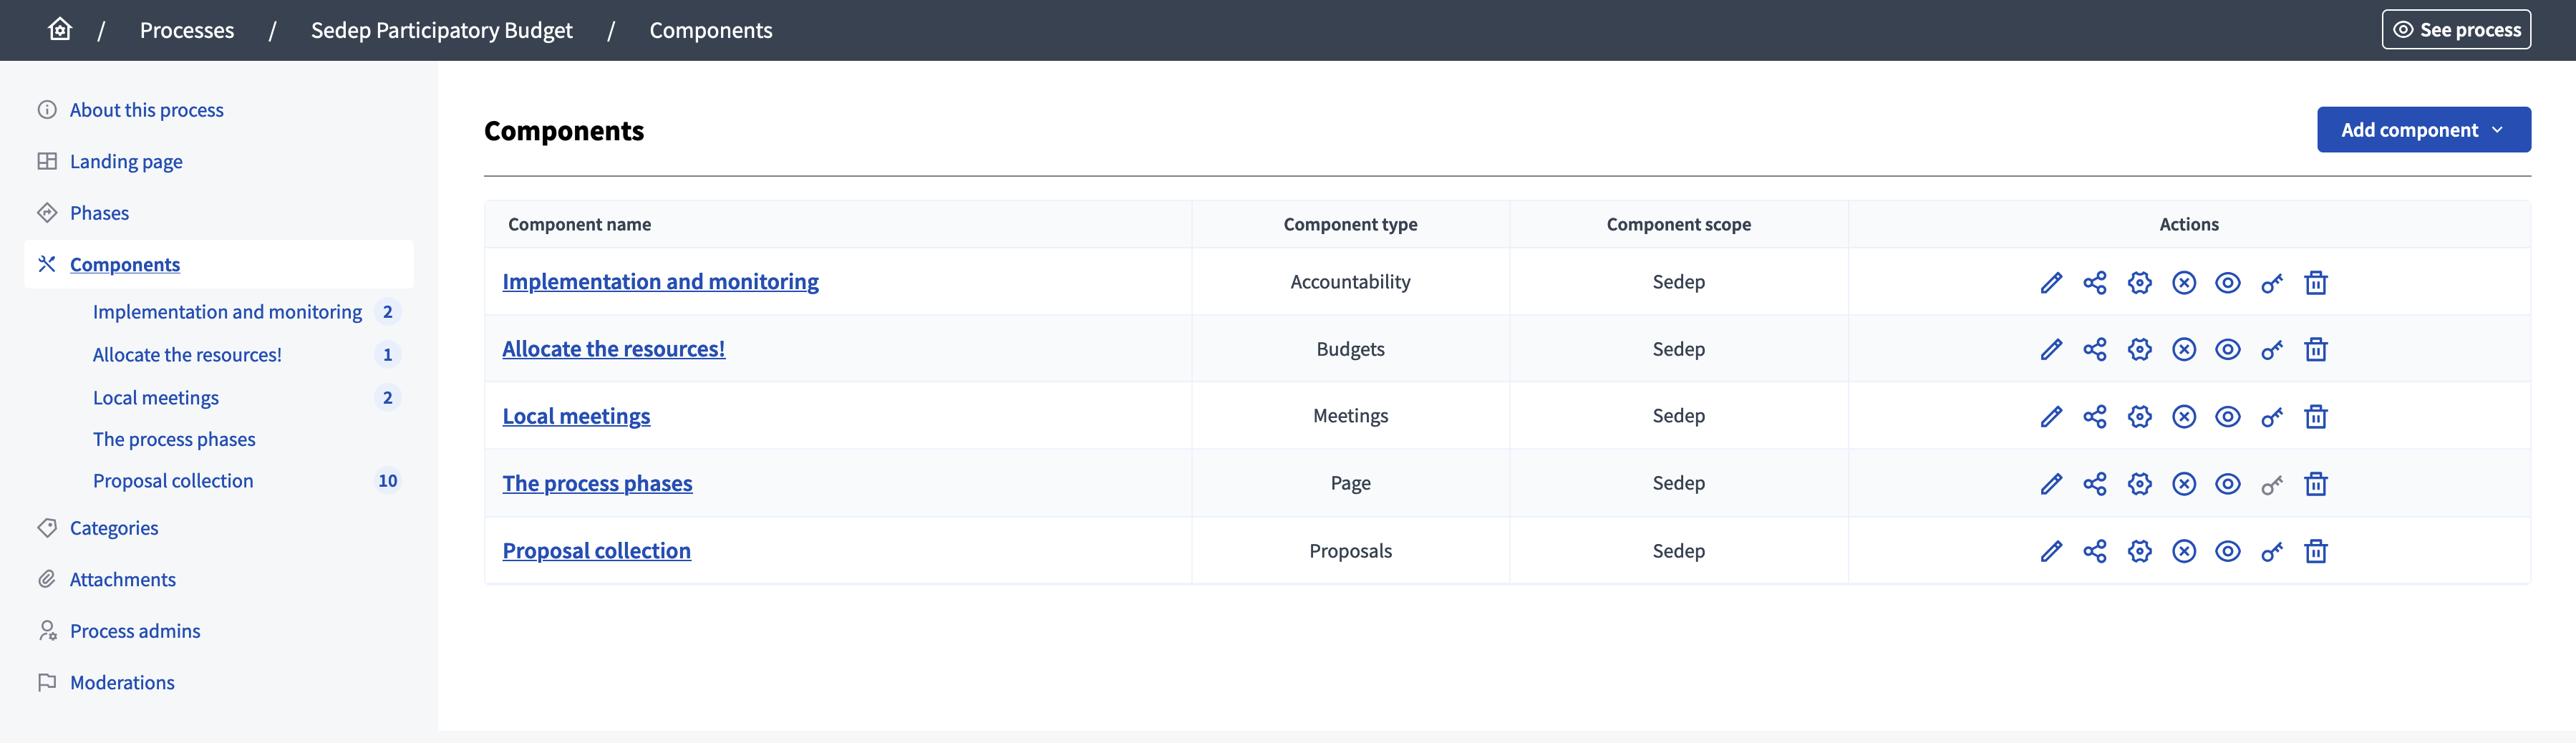 / Processes / Sedep Participatory Budget / Components
See process
About this process
Landing page
Phases
Components
Implementation and monitoring 2
Allocate the resources! 1
Local meetings 2
The process phases
Proposal collection 10
Categories
Attachments
Process admins
Moderations
Components
Add component
Component name Component type Component scope Actions
Implementation and monitoring Accountability Sedep
Allocate the resources! Budgets Sedep
Local meetings Meetings Sedep
The process phases Page Sedep
Proposal collection Proposals Sedep